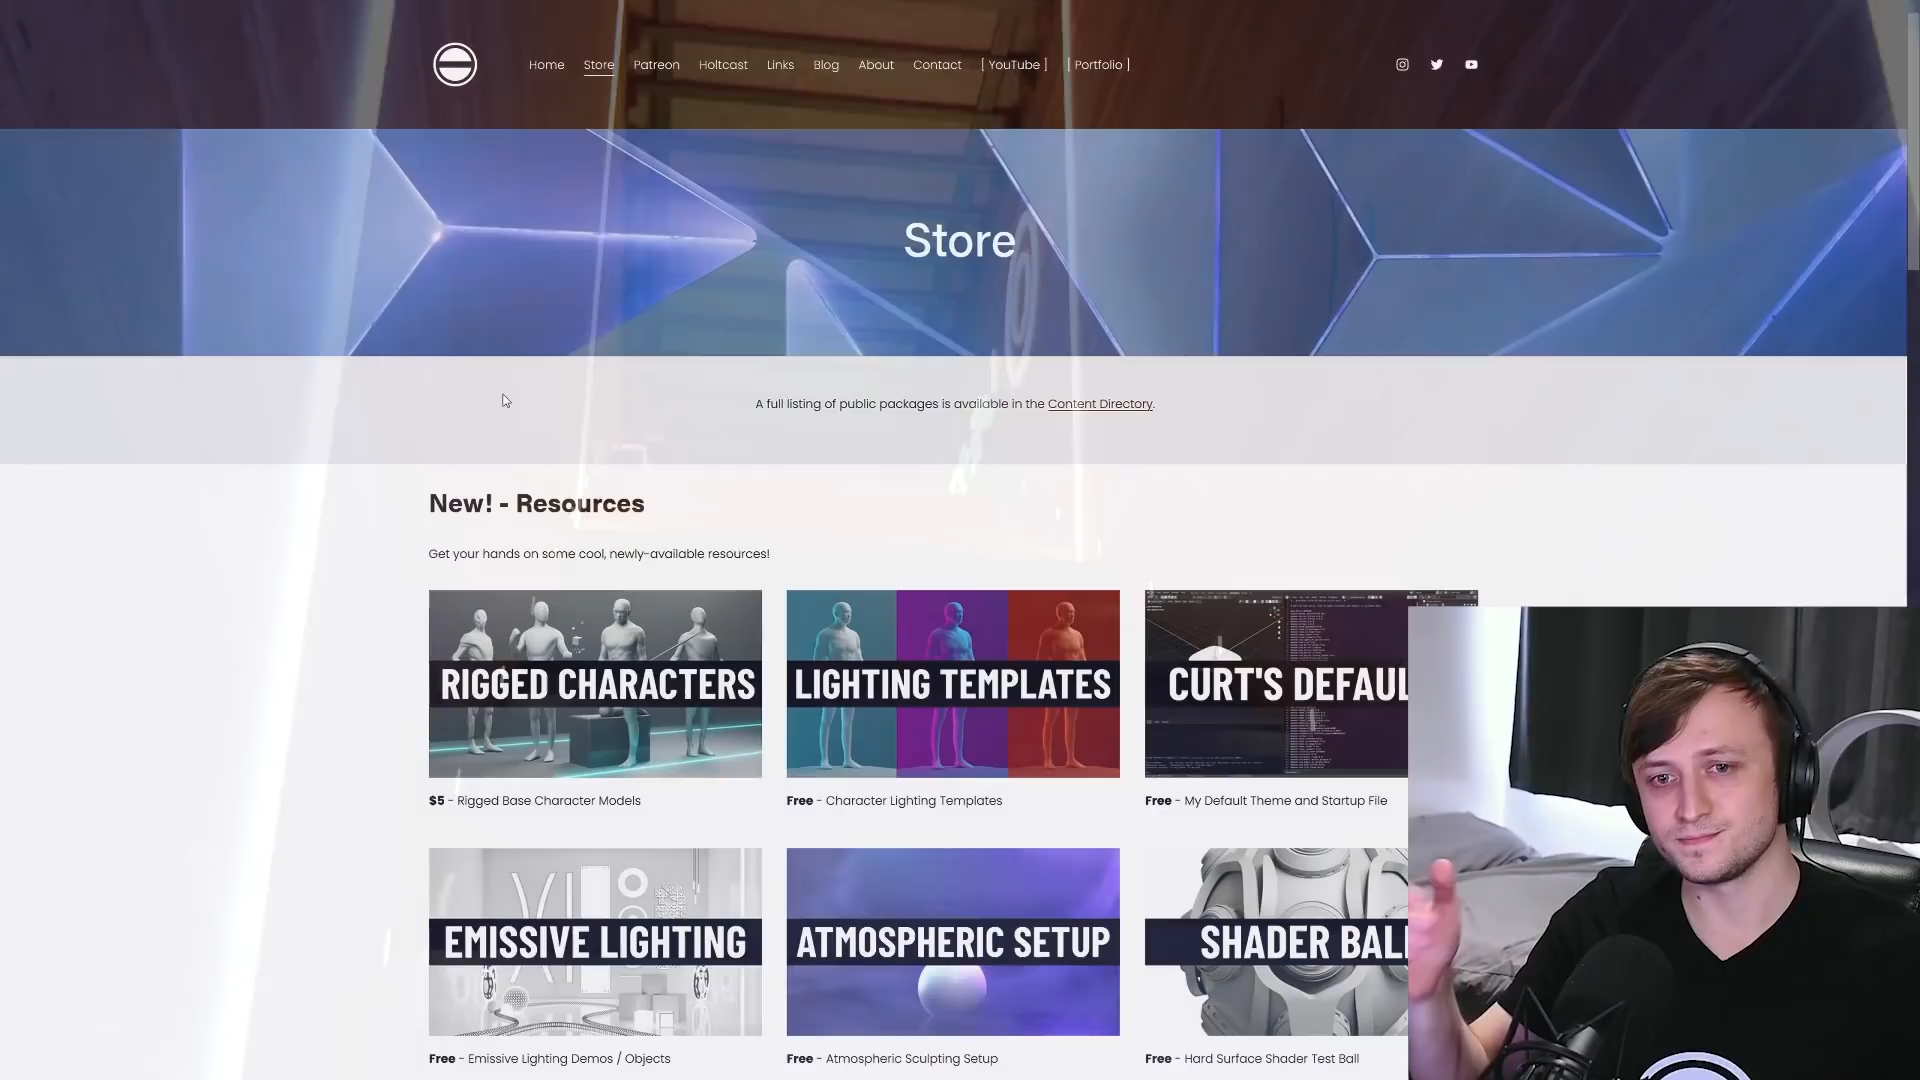 Home Store Patreon Holtcast Links Blog About Contact [ YouTube ] [ Portfolio ]
Store
A full listing of public packages is available in the Content Directory.
New! - Resources
Get your hands on some cool, newly-available resources!
RIGGED CHARACTERS
LIGHTING TEMPLATES
CURT'S DEFAUL
$5 - Rigged Base Character Models
Free - Character Lighting Templates
Free - My Default Theme and Startup File
EMISSIVE LIGHTING
ATMOSPHERIC SETUP
SHADER BALL
Free - Emissive Lighting Demos / Objects
Free - Atmospheric Sculpting Setup
Free - Hard Surface Shader Test Ball